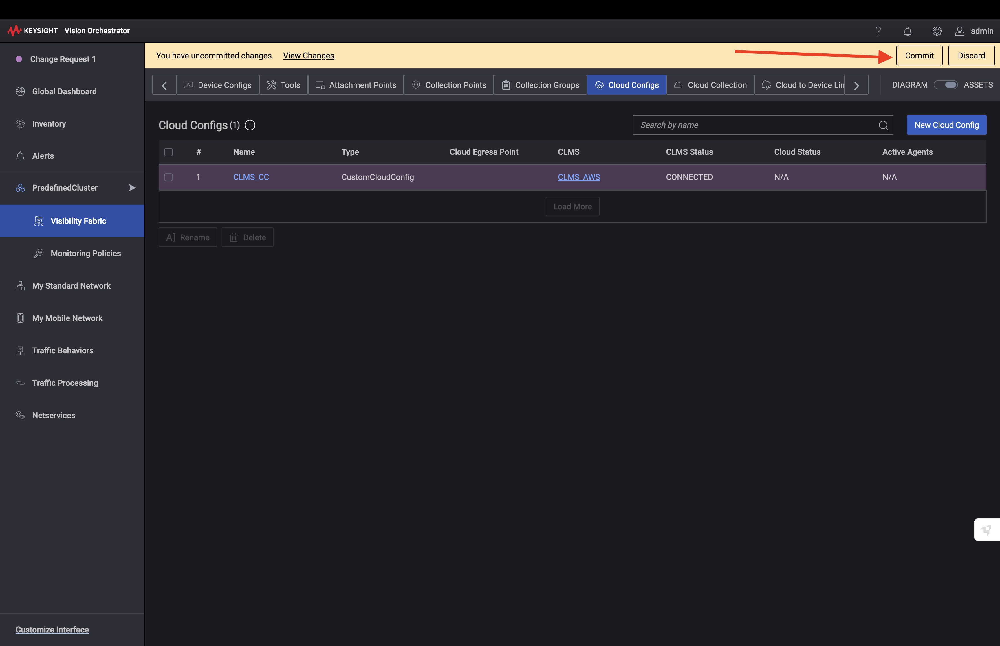 KEYSIGHT Vision Orchestrator
? admin
Change Request 1
You have uncommitted changes. View Changes
Commit Discard
Global Dashboard
Inventory
Alerts
PredefinedCluster
Visibility Fabric
Monitoring Policies
My Standard Network
My Mobile Network
Traffic Behaviors
Traffic Processing
Netservices
Customize Interface
Device Configs Tools Attachment Points Collection Points Collection Groups Cloud Configs Cloud Collection Cloud to Device Lin
DIAGRAM ASSETS
Cloud Configs (1)
Search by name
New Cloud Config
# Name Type Cloud Egress Point CLMS CLMS Status Cloud Status Active Agents
1 CLMS_CC CustomCloudConfig CLMS_AWS CONNECTED N/A N/A
Load More
Rename Delete